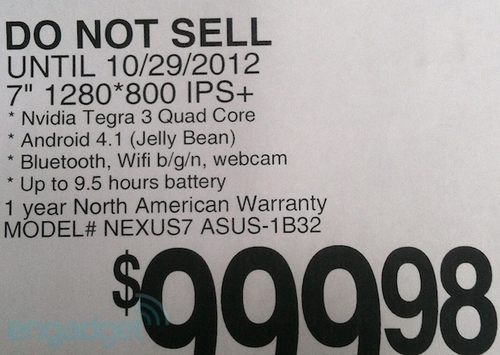 DO NOT SELL
UNTIL 10/29/2012
7" 1280*800 IPS+
* Nvidia Tegra 3 Quad Core
* Android 4.1 (Jelly Bean)
* Bluetooth, Wifi b/g/n, webcam
* Up to 9.5 hours battery
1 year North American Warranty
MODEL# NEXUS7 ASUS-1B32
$99998
engadget